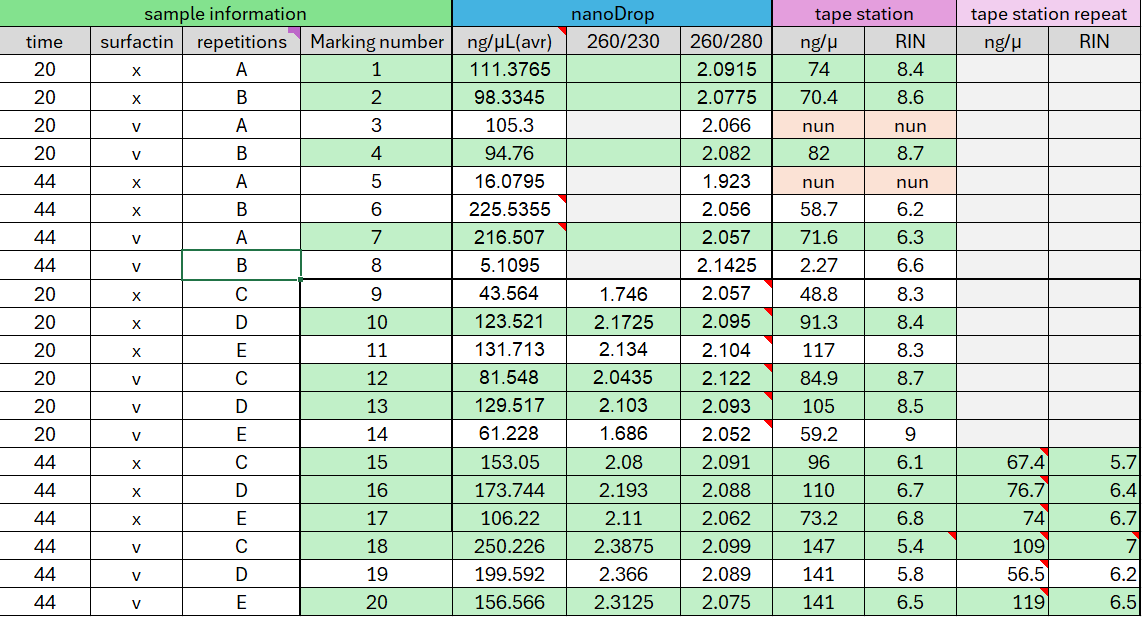 sample information nanoDrop tape station tape station repeat
time surfactin repetitions Marking number ng/µL(avr) 260/230 260/280 ng/µ RIN ng/µ RIN
20 x A 1 111.3765 2.0915 74 8.4
20 x B 2 98.3345 2.0775 70.4 8.6
20 v A 3 105.3 2.066 nun nun
20 v B 4 94.76 2.082 82 8.7
44 x A 5 16.0795 1.923 nun nun
44 x B 6 225.5355 2.056 58.7 6.2
44 v A 7 216.507 2.057 71.6 6.3
44 v B 8 5.1095 2.1425 2.27 6.6
20 x C 9 43.564 1.746 2.057 48.8 8.3
20 x D 10 123.521 2.1725 2.095 91.3 8.4
20 x E 11 131.713 2.134 2.104 117 8.3
20 v C 12 81.548 2.0435 2.122 84.9 8.7
20 v D 13 129.517 2.103 2.093 105 8.5
20 v E 14 61.228 1.686 2.052 59.2 9
44 x C 15 153.05 2.08 2.091 96 6.1 67.4 5.7
44 x D 16 173.744 2.193 2.088 110 6.7 76.7 6.4
44 x E 17 106.22 2.11 2.062 73.2 6.8 74 6.7
44 v C 18 250.226 2.3875 2.099 147 5.4 109 7
44 v D 19 199.592 2.366 2.089 141 5.8 56.5 6.2
44 v E 20 156.566 2.3125 2.075 141 6.5 119 6.5